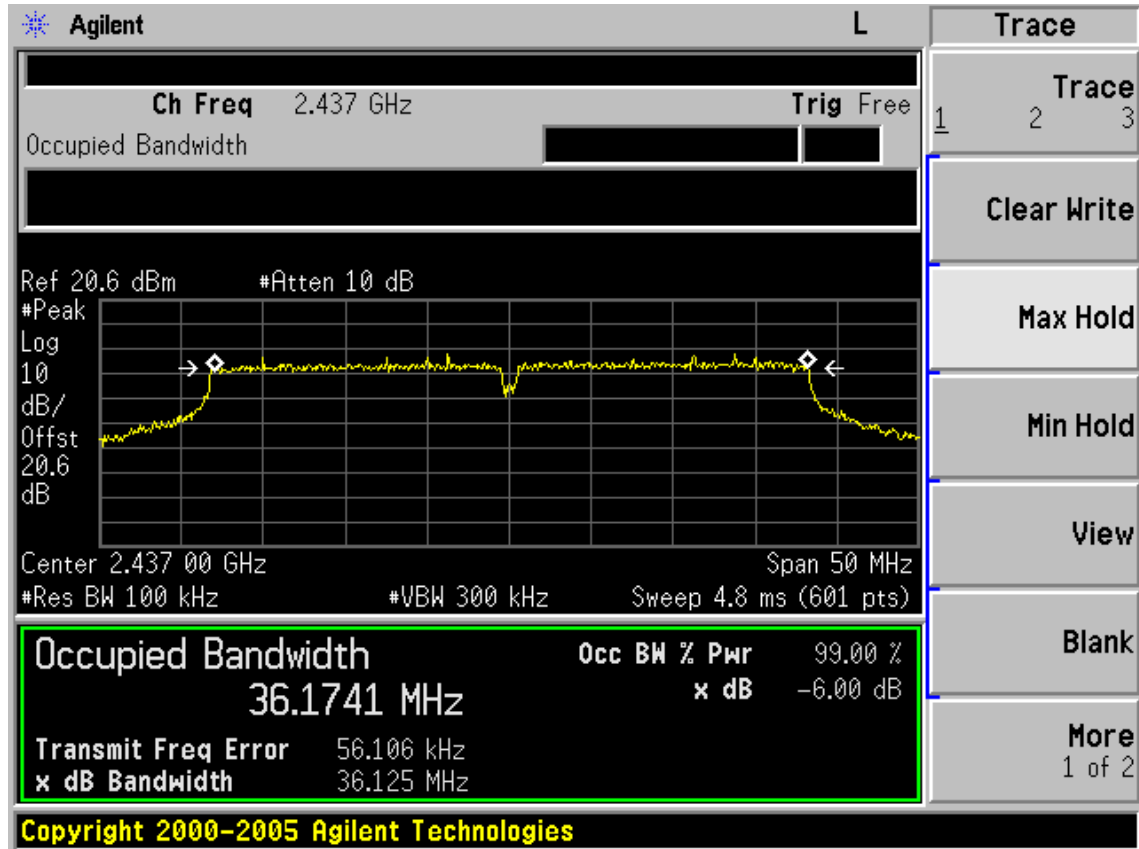 Agilent L
Ch Freq 2.437 GHz Trig Free
Occupied Bandwidth
Ref 20.6 dBm #Atten 10 dB
#Peak
Log
10
dB/
Offst
20.6
dB
Center 2.437 00 GHz Span 50 MHz
#Res BW 100 kHz #VBW 300 kHz Sweep 4.8 ms (601 pts)
Occupied Bandwidth
36.1741 MHz
Occ BW % Pwr 99.00 %
x dB -6.00 dB
Transmit Freq Error 56.106 kHz
x dB Bandwidth 36.125 MHz
Copyright 2000-2005 Agilent Technologies
Trace
Trace
1 2 3
Clear Write
Max Hold
Min Hold
View
Blank
More
1 of 2